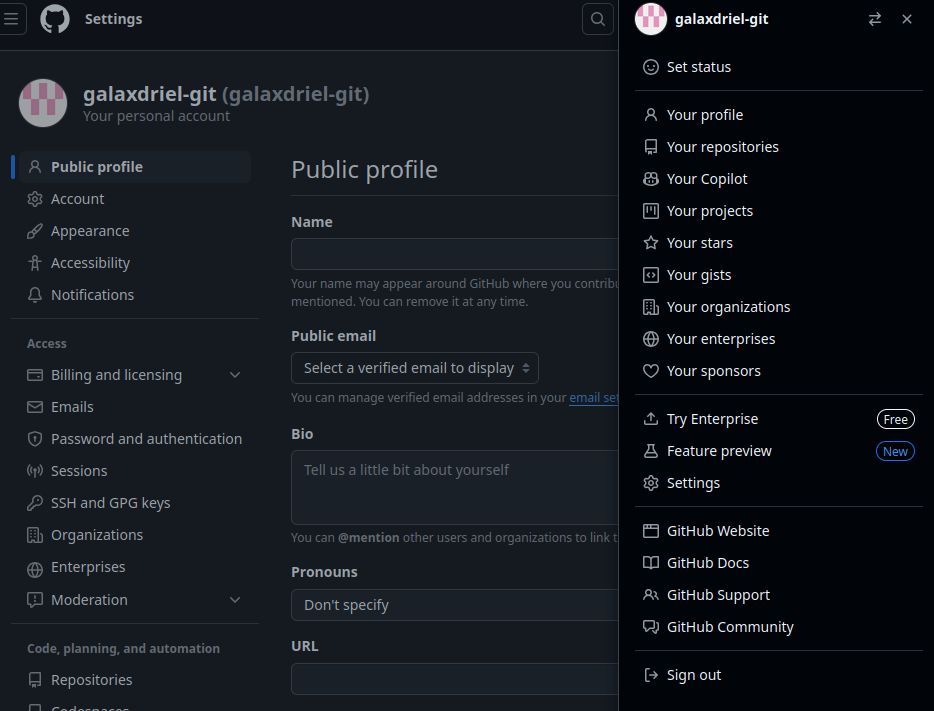 Settings
galaxdriel-git (galaxdriel-git)
Your personal account
Public profile
Account
Appearance
Accessibility
Notifications
Access
Billing and licensing
Emails
Password and authentication
Sessions
SSH and GPG keys
Organizations
Enterprises
Moderation
Code, planning, and automation
Repositories
Codespaces
Public profile
Name
Your name may appear around GitHub where you contribu
mentioned. You can remove it at any time.
Public email
Select a verified email to display
You can manage verified email addresses in your email set
Bio
Tell us a little bit about yourself
You can @mention other users and organizations to link t
Pronouns
Don't specify
URL
galaxdriel-git
Set status
Your profile
Your repositories
Your Copilot
Your projects
Your stars
Your gists
Your organizations
Your enterprises
Your sponsors
Try Enterprise Free
Feature preview New
Settings
GitHub Website
GitHub Docs
GitHub Support
GitHub Community
Sign out